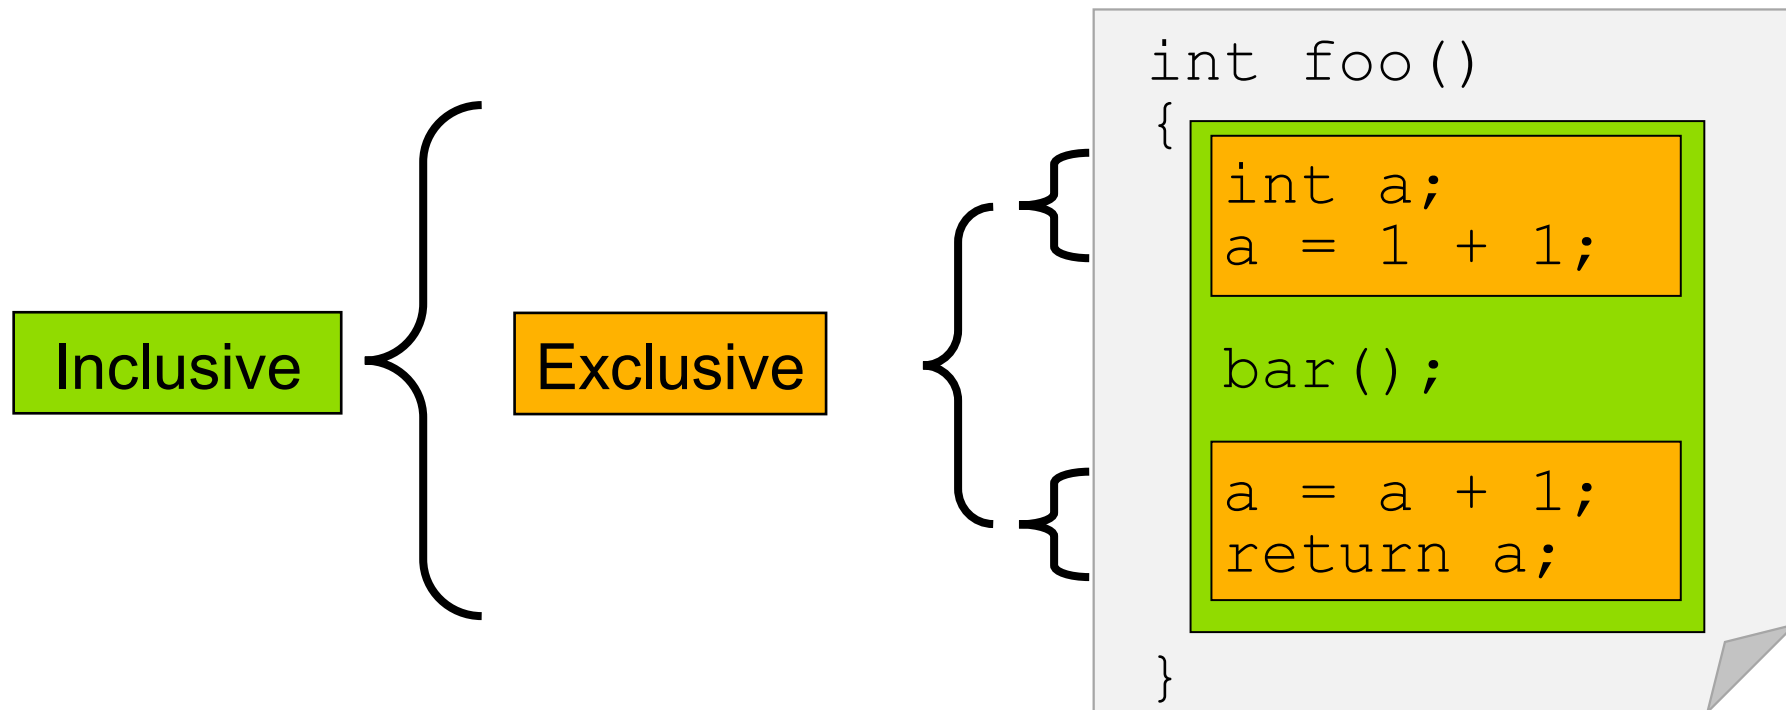 Inclusive
Exclusive
int foo()
{
int a;
a = 1 + 1;
bar();
a = a + 1;
return a;
}